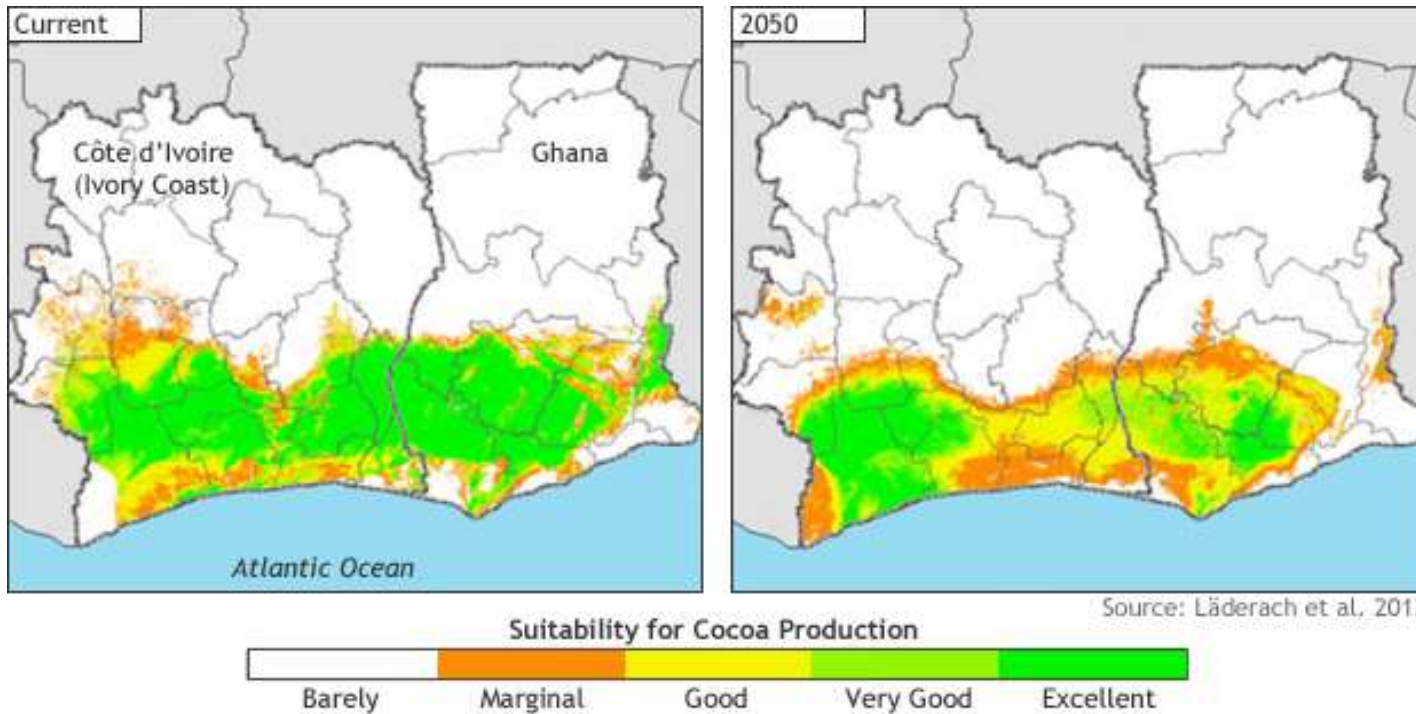 Current
2050
Côte d'Ivoire
(Ivory Coast)
Ghana
Atlantic Ocean
Source: Läderach et al. 201
Suitability for Cocoa Production
Barely
Marginal
Good
Very Good
Excellent